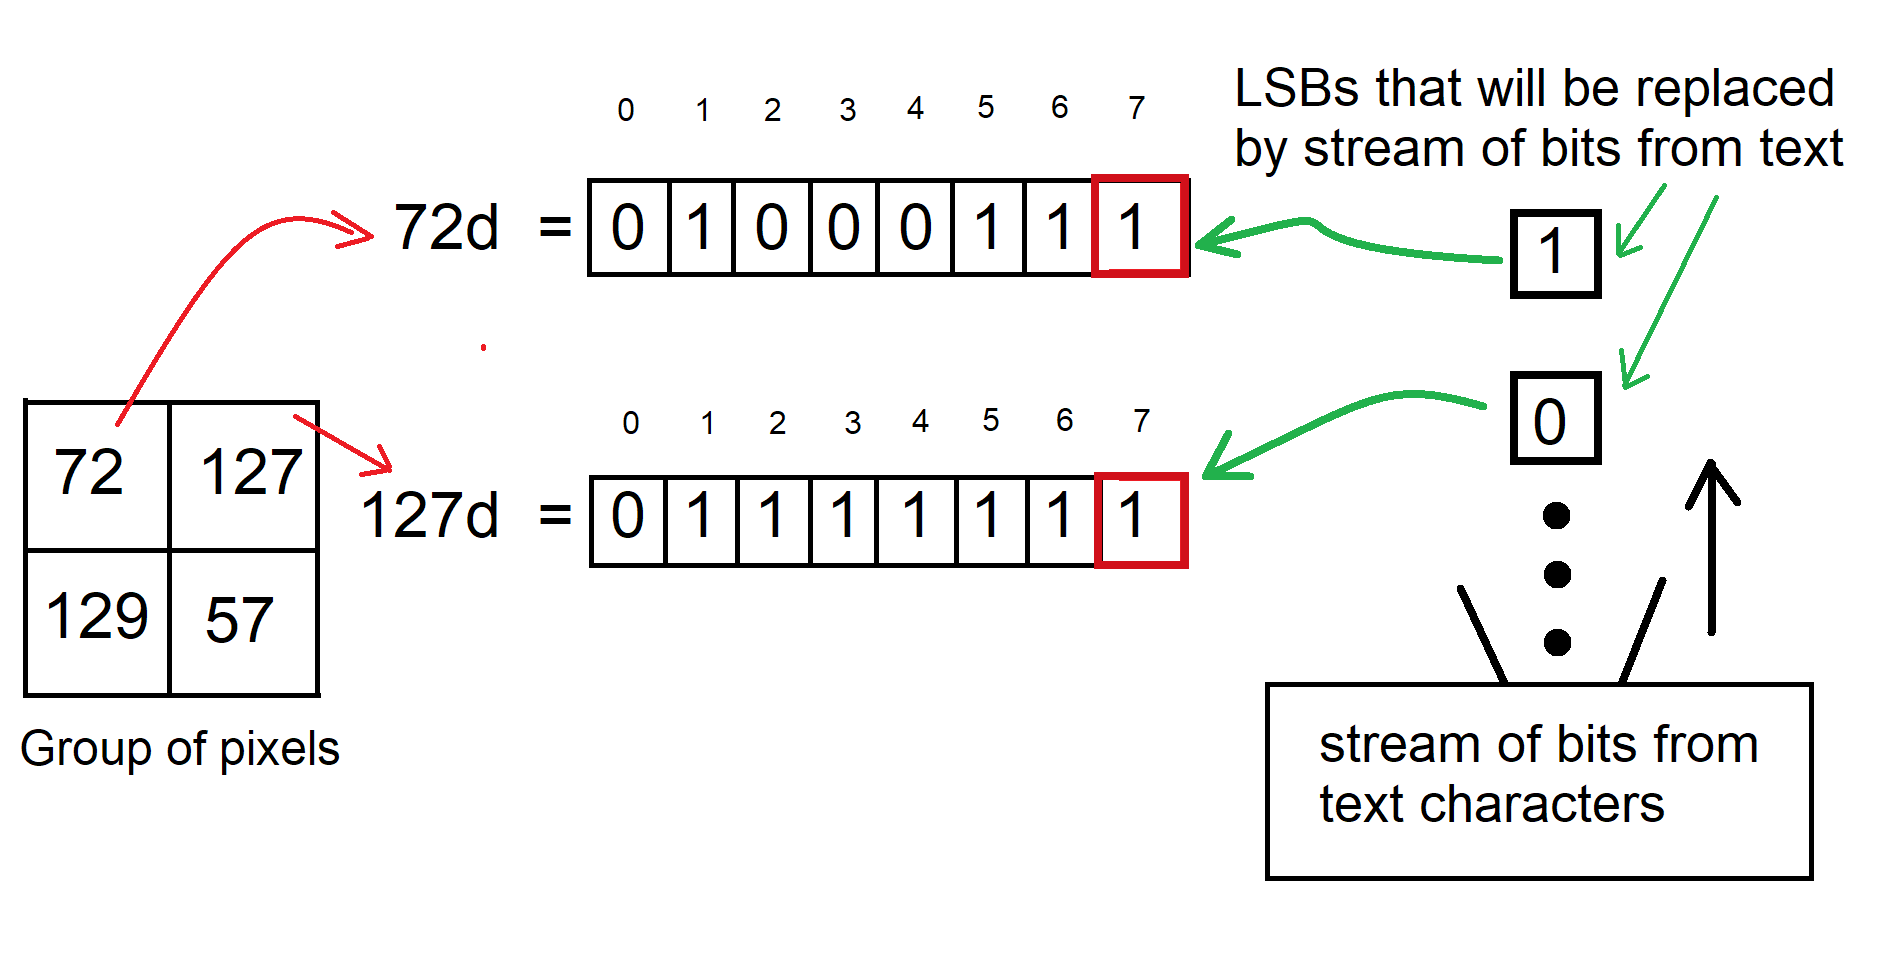 LSBs that will be replaced
by stream of bits from text
0 1 2 3 4 5 6 7
72d = 0 1 0 0 0 1 1 1
1
0 1 2 3 4 5 6 7
0
72 127
127d = 0 1 1 1 1 1 1 1
129 57
Group of pixels
stream of bits from
text characters